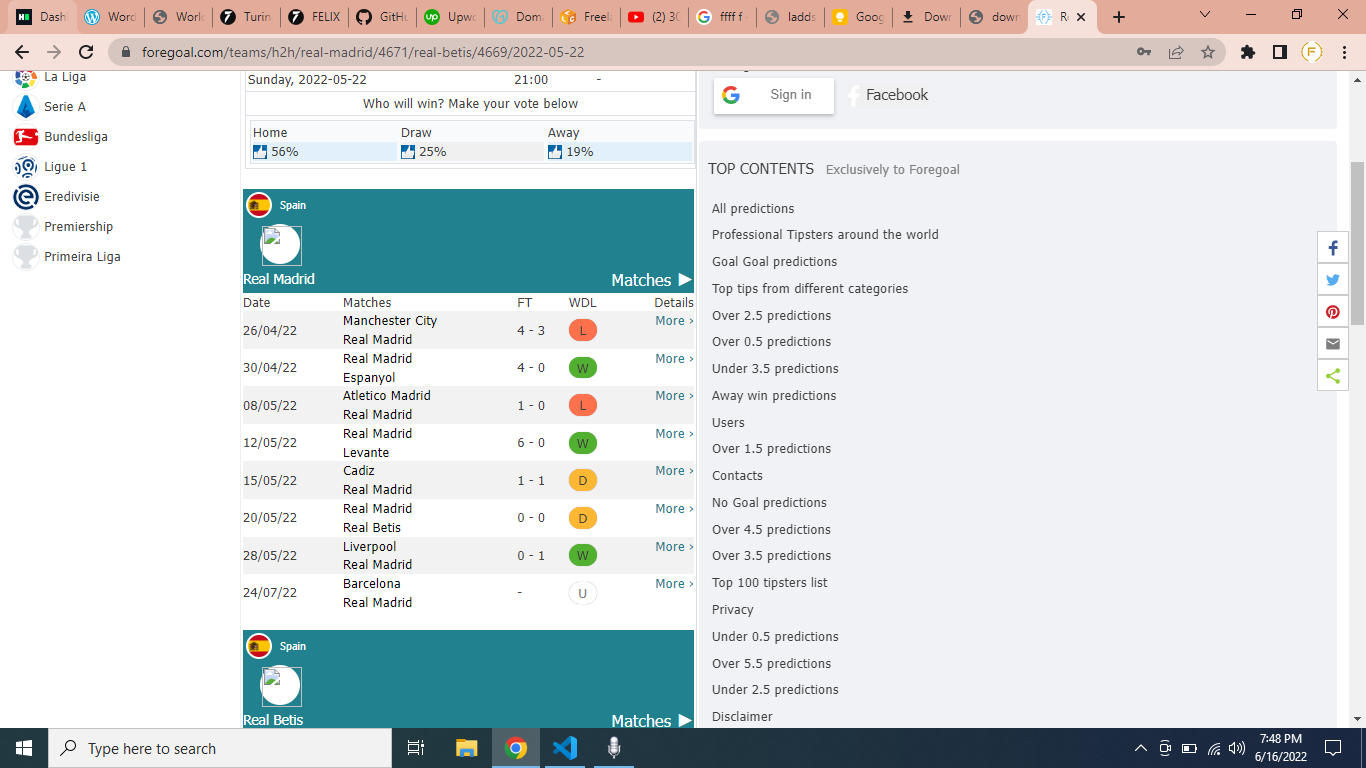 Dash
Word
Work
Turin
FELIX
GitHu
Upwo
Doma
Freela
(2) 30
ffff f -
ladds
Goog
Down
down
Re
foregoal.com/teams/h2h/real-madrid/4671/real-betis/4669/2022-05-22
La Liga
Serie A
Bundesliga
Ligue 1
Eredivisie
Premiership
Primeira Liga
Sunday, 2022-05-22 21:00 -
Who will win? Make your vote below
Home Draw Away
56% 25% 19%
Spain
Real Madrid Matches ▶
Date Matches FT WDL Details
26/04/22 Manchester City Real Madrid 4 - 3 L More ›
30/04/22 Real Madrid Espanyol 4 - 0 W More ›
08/05/22 Atletico Madrid Real Madrid 1 - 0 L More ›
12/05/22 Real Madrid Levante 6 - 0 W More ›
15/05/22 Cadiz Real Madrid 1 - 1 D More ›
20/05/22 Real Madrid Real Betis 0 - 0 D More ›
28/05/22 Liverpool Real Madrid 0 - 1 W More ›
24/07/22 Barcelona Real Madrid - U More ›
Spain
Real Betis Matches ▶
Sign in
Facebook
TOP CONTENTS Exclusively to Foregoal
All predictions
Professional Tipsters around the world
Goal Goal predictions
Top tips from different categories
Over 2.5 predictions
Over 0.5 predictions
Under 3.5 predictions
Away win predictions
Users
Over 1.5 predictions
Contacts
No Goal predictions
Over 4.5 predictions
Over 3.5 predictions
Top 100 tipsters list
Privacy
Under 0.5 predictions
Over 5.5 predictions
Under 2.5 predictions
Disclaimer
Type here to search
7:48 PM
6/16/2022